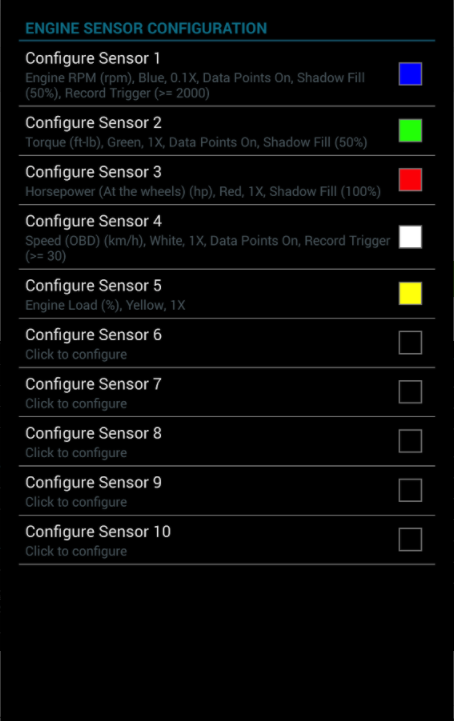 ENGINE SENSOR CONFIGURATION
Configure Sensor 1
Engine RPM (rpm), Blue, 0.1X, Data Points On, Shadow Fill
(50%), Record Trigger (>= 2000)
Configure Sensor 2
Torque (ft-lb), Green, 1X, Data Points On, Shadow Fill (50%)
Configure Sensor 3
Horsepower (At the wheels) (hp), Red, 1X, Shadow Fill (100%)
Configure Sensor 4
Speed (OBD) (km/h), White, 1X, Data Points On, Record Trigger
(>= 30)
Configure Sensor 5
Engine Load (%), Yellow, 1X
Configure Sensor 6
Click to configure
Configure Sensor 7
Click to configure
Configure Sensor 8
Click to configure
Configure Sensor 9
Click to configure
Configure Sensor 10
Click to configure